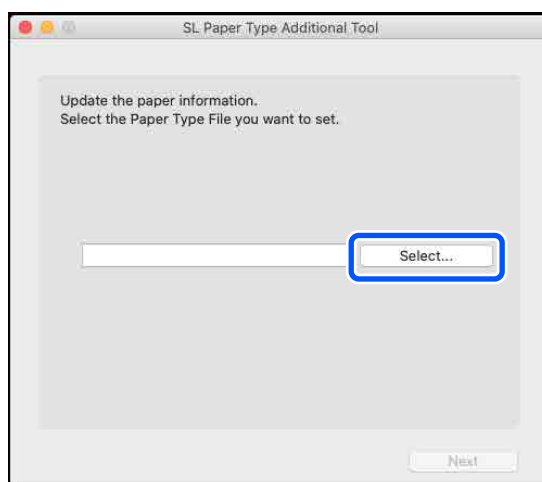 SL Paper Type Additional Tool
Update the paper information.
Select the Paper Type File you want to set.
Select...
Next